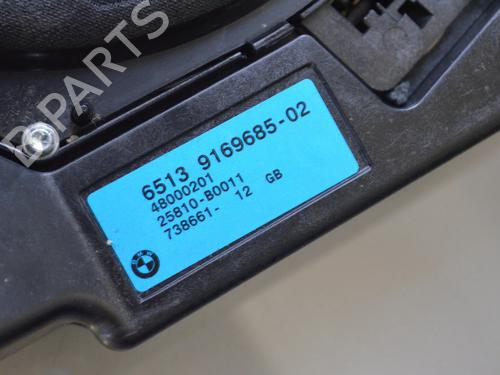 6513 9169685-02
48000201
25810-B0011
738661- 12 GB
B-PARTS